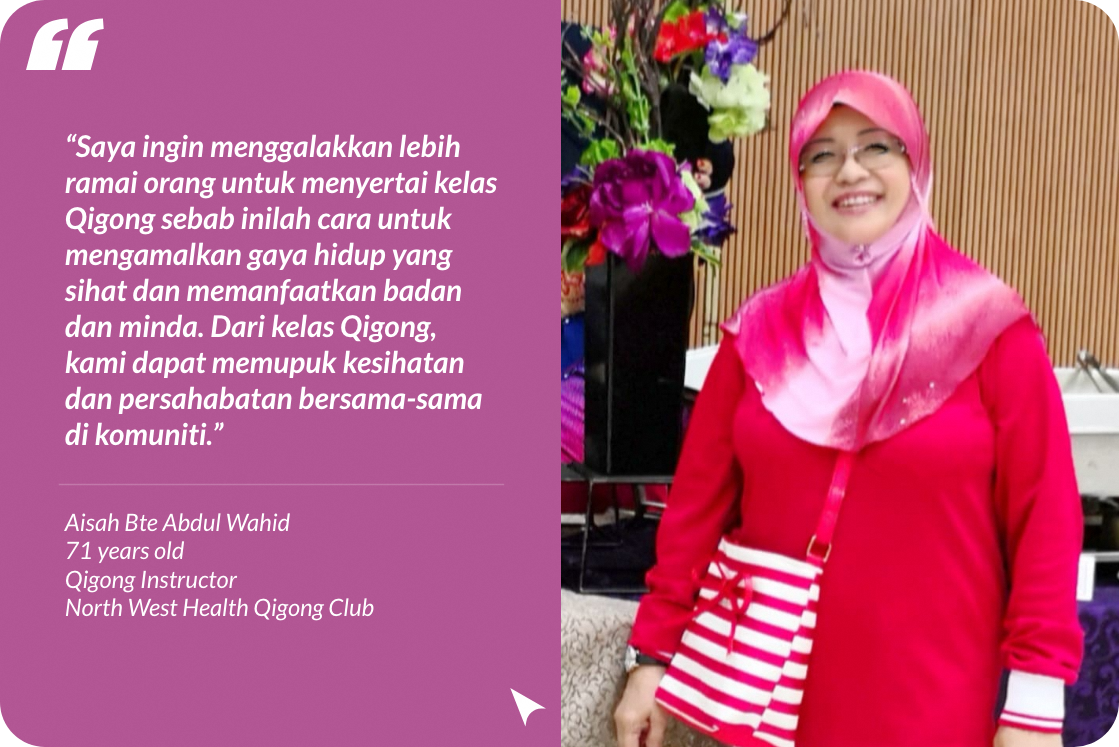 “Saya ingin menggalakkan lebih
ramai orang untuk menyertai kelas
Qigong sebab inilah cara untuk
mengamalkan gaya hidup yang
sihat dan memanfaatkan badan
dan minda. Dari kelas Qigong,
kami dapat memupuk kesihatan
dan persahabatan bersama-sama
di komuniti.”
Aisah Bte Abdul Wahid
71 years old
Qigong Instructor
North West Health Qigong Club